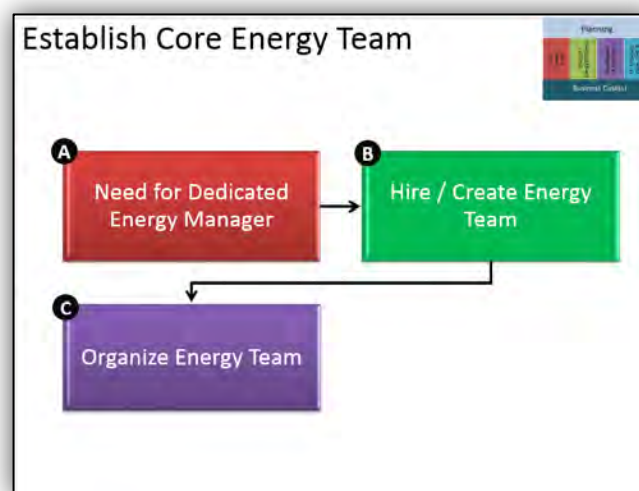 Establish Core Energy Team
Planning
Business Context
A
Need for Dedicated
Energy Manager
B
Hire / Create Energy
Team
C
Organize Energy Team